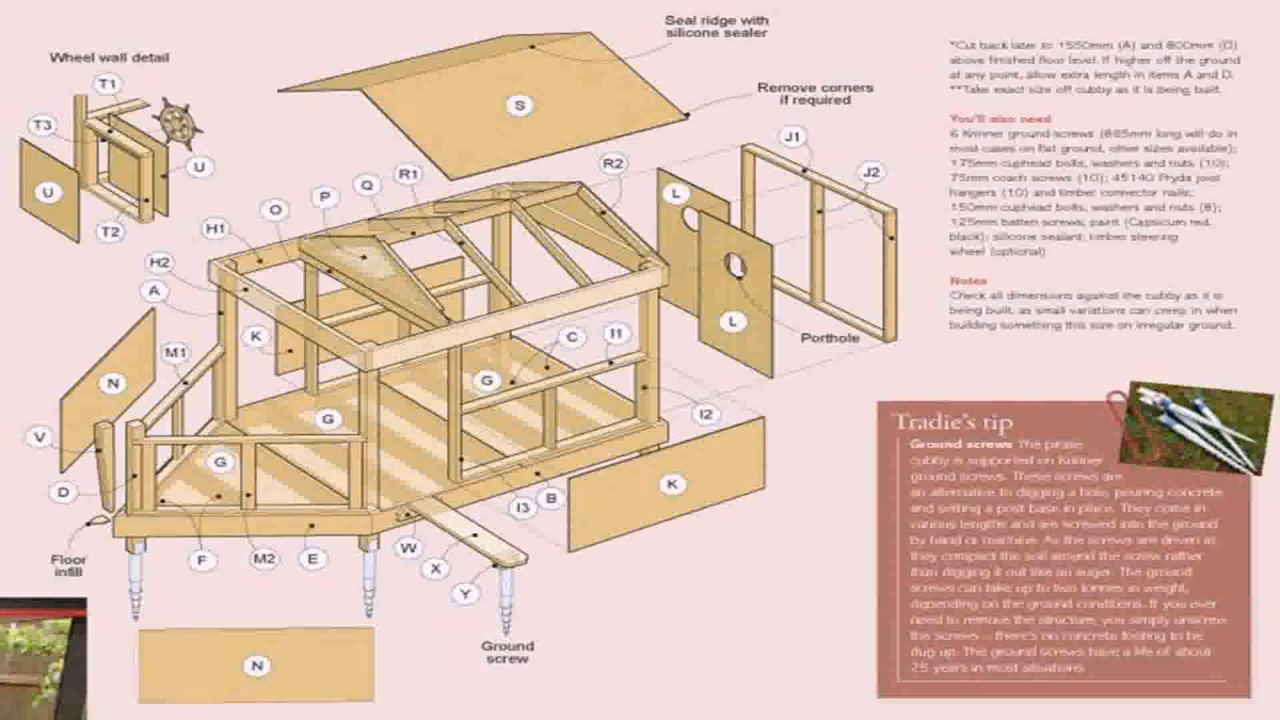 Seal ridge with
silicone sealer
Wheel wall detail
T1
T3
U
U
T2
S
Remove corners
if required
J1
J2
R2
R1
Q
P
O
H1
H2
A
L
L
Porthole
K
C
I1
G
G
G
M1
N
V
D
I2
K
B
I3
W
X
Y
F
M2
E
Floor
infill
Ground
screw
N
*Cut back later to 1550mm (A) and 800mm (D)
above finished floor level. If higher off the ground
at any point, allow extra length in items A and D.
**Take exact size off cubby as it is being built.
You'll also need
6 Krinner ground screws (865mm long will do in
most cases on flat ground, other sizes available);
175mm cuphead bolts, washers and nuts (10);
75mm coach screws (10); 45140 Pryda joist
hangers (10) and timber connector nails;
150mm cuphead bolts, washers and nuts (8);
125mm batten screws; paint (Capsicum red,
black); silicone sealant; timber steering
wheel (optional)
Notes
Check all dimensions against the cubby as it is
being built, as small variations can creep in when
building something this size on irregular ground.
Tradie's tip
Ground screws The pirate
cubby is supported on Krinner
ground screws. These screws are
an alternative to digging a hole, pouring concrete
and setting a post base in place. They come in
various lengths and are screwed into the ground
by hand or machine. As the screws are driven in
they compact the soil around the screw rather
than digging it out like an auger. The ground
screws can take up to two tonnes in weight,
depending on the ground conditions. If you ever
need to remove the structure, you simply unscrew
the screws – there's no concrete footing to be
dug up. The ground screws have a life of about
25 years in most situations.